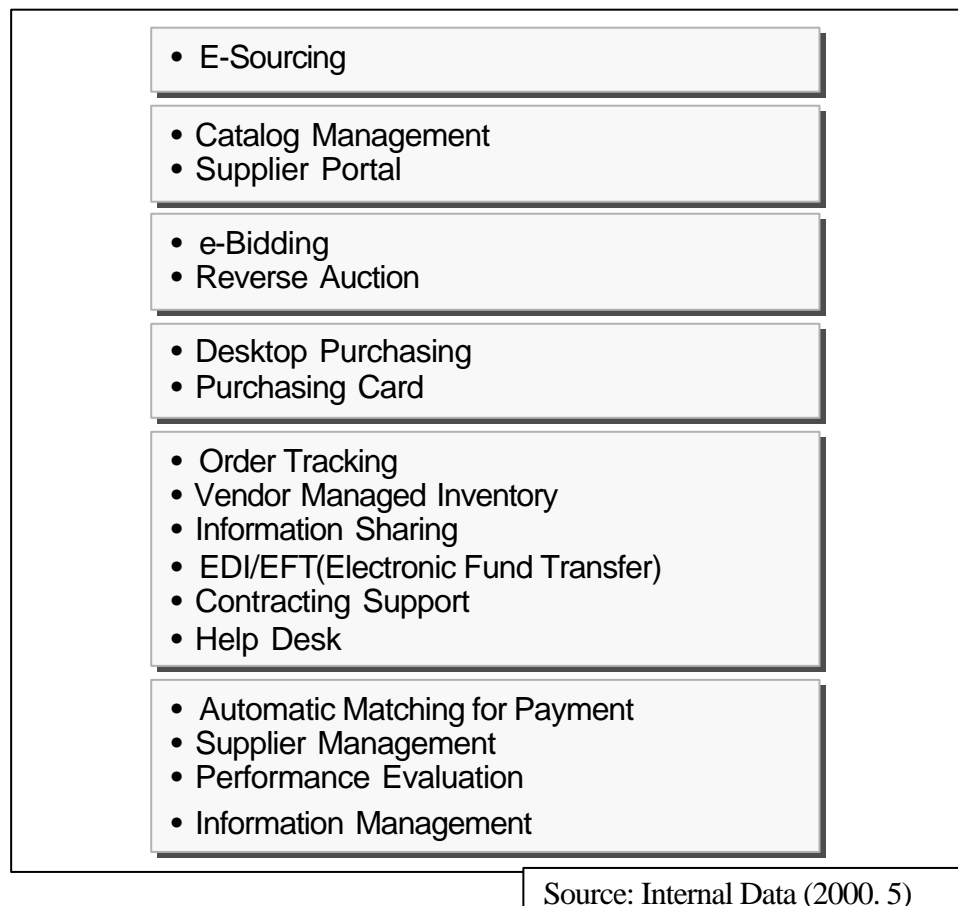 • E-Sourcing
• Catalog Management
• Supplier Portal
• e-Bidding
• Reverse Auction
• Desktop Purchasing
• Purchasing Card
• Order Tracking
• Vendor Managed Inventory
• Information Sharing
• EDI/EFT(Electronic Fund Transfer)
• Contracting Support
• Help Desk
• Automatic Matching for Payment
• Supplier Management
• Performance Evaluation
• Information Management
Source: Internal Data (2000. 5)